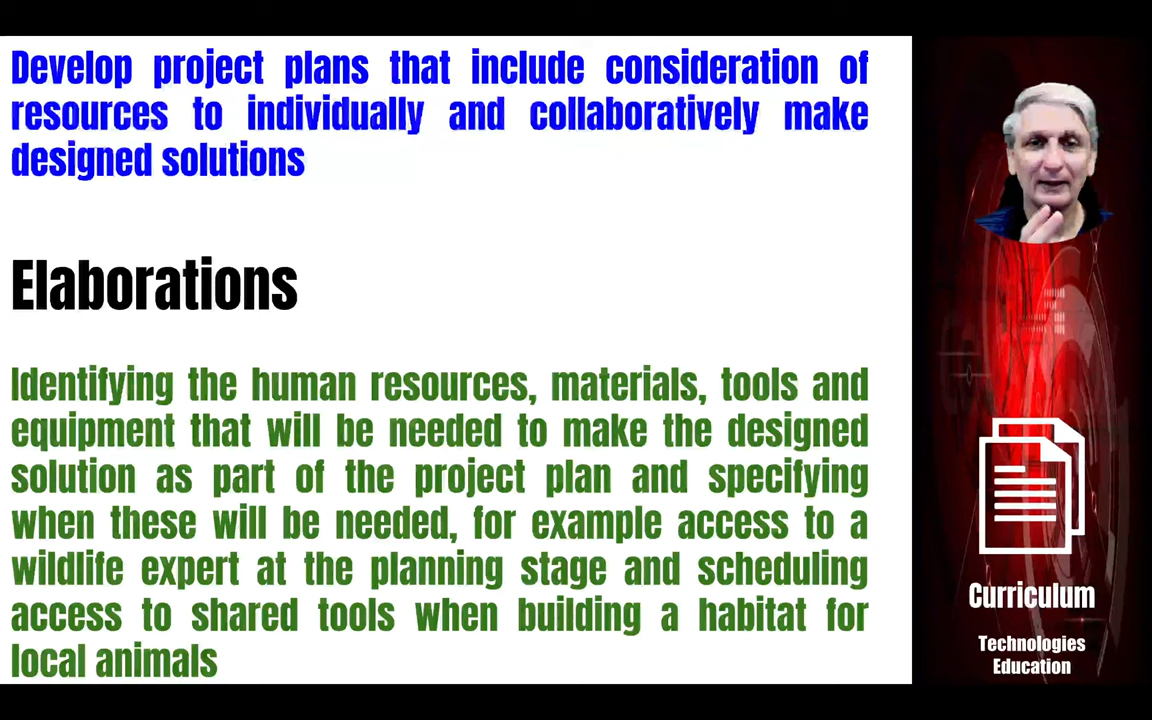 Develop project plans that include consideration of
resources to individually and collaboratively make
designed solutions
Elaborations
Identifying the human resources, materials, tools and
equipment that will be needed to make the designed
solution as part of the project plan and specifying
when these will be needed, for example access to a
wildlife expert at the planning stage and scheduling
access to shared tools when building a habitat for
local animals
Curriculum
Technologies
Education